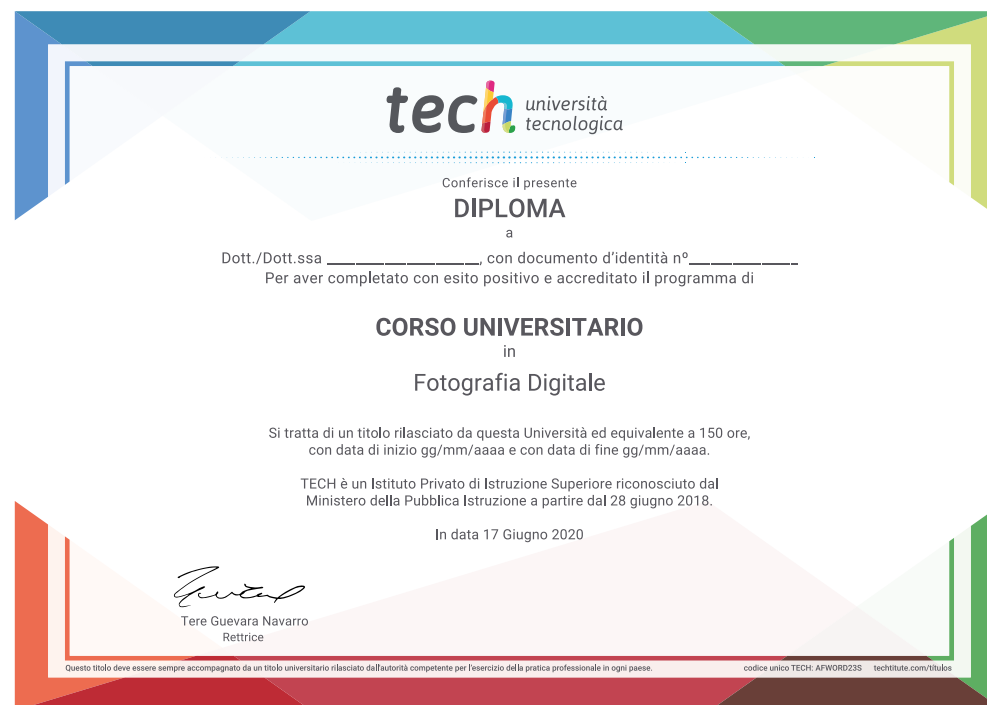 tech università
tecnologica
Conferisce il presente
DIPLOMA
a
Dott./Dott.ssa ____________________, con documento d'identità nº______________
Per aver completato con esito positivo e accreditato il programma di
CORSO UNIVERSITARIO
in
Fotografia Digitale
Si tratta di un titolo rilasciato da questa Università ed equivalente a 150 ore,
con data di inizio gg/mm/aaaa e con data di fine gg/mm/aaaa.
TECH è un Istituto Privato di Istruzione Superiore riconosciuto dal
Ministero della Pubblica Istruzione a partire dal 28 giugno 2018.
In data 17 Giugno 2020
Tere Guevara Navarro
Rettrice
Questo titolo deve essere sempre accompagnato da un titolo universitario rilasciato dall'autorità competente per l'esercizio della pratica professionale in ogni paese. codice unico TECH: AFWORD23S techtitute.com/títulos